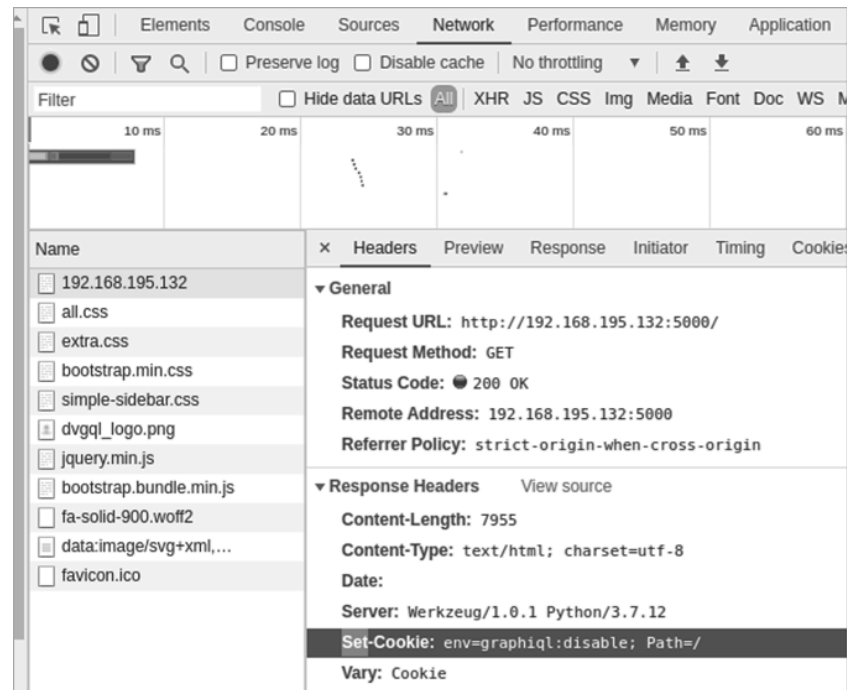 Elements Console Sources Network Performance Memory Application
Preserve log Disable cache No throttling
Filter Hide data URLs All XHR JS CSS Img Media Font Doc WS
10 ms 20 ms 30 ms 40 ms 50 ms 60 ms
Name
192.168.195.132
all.css
extra.css
bootstrap.min.css
simple-sidebar.css
dvgql_logo.png
jquery.min.js
bootstrap.bundle.min.js
fa-solid-900.woff2
data:image/svg+xml,...
favicon.ico
× Headers Preview Response Initiator Timing Cookies
General
Request URL: http://192.168.195.132:5000/
Request Method: GET
Status Code: 200 OK
Remote Address: 192.168.195.132:5000
Referrer Policy: strict-origin-when-cross-origin
Response Headers View source
Content-Length: 7955
Content-Type: text/html; charset=utf-8
Date:
Server: Werkzeug/1.0.1 Python/3.7.12
Set-Cookie: env=graphiql:disable; Path=/
Vary: Cookie